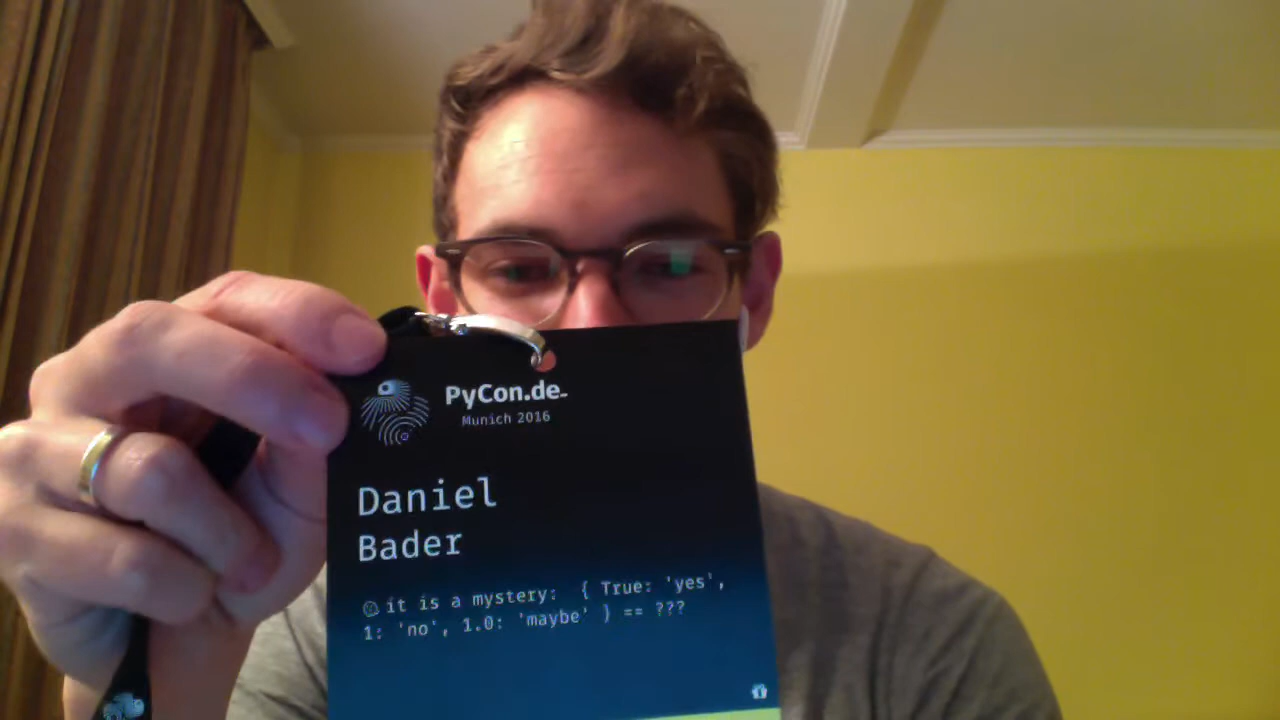 PyCon.de
Munich 2016
Daniel
Bader
it is a mystery: { True: 'yes',
1: 'no', 1.0: 'maybe' } == ???